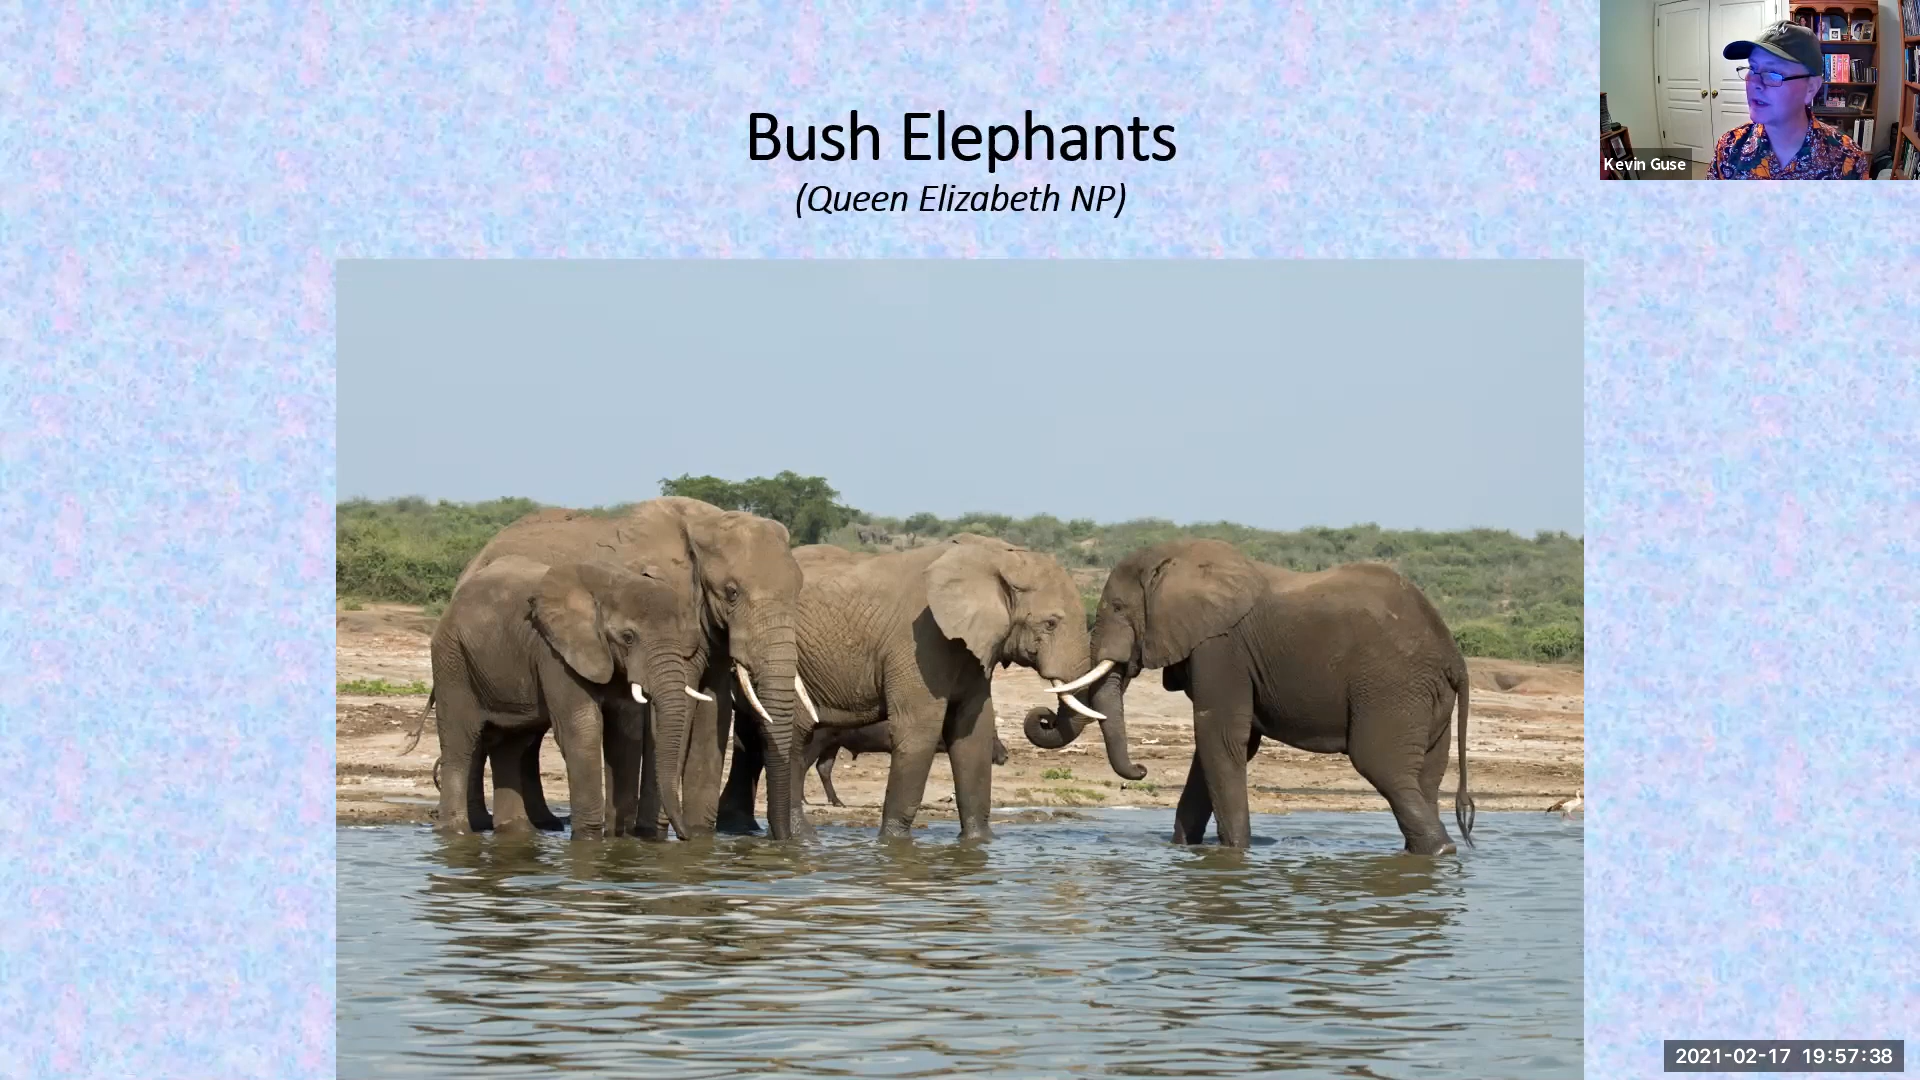 Bush Elephants
(Queen Elizabeth NP)
Kevin Guse
2021-02-17 19:57:38